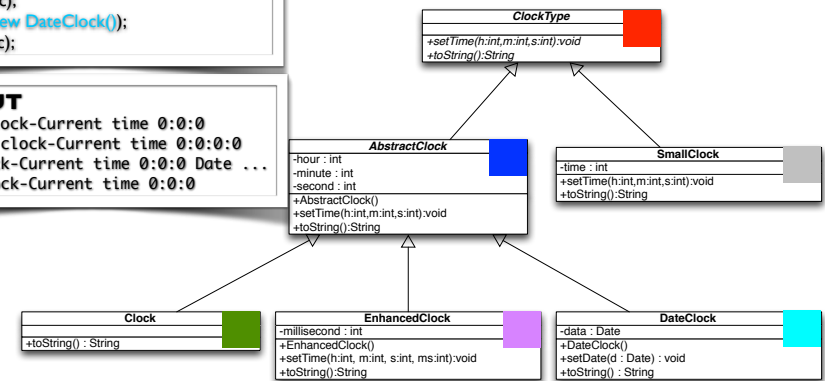 new DateClock());
c);
UT
ock-Current time 0:0:0
clock-Current time 0:0:0:0
k-Current time 0:0:0 Date ...
ck-Current time 0:0:0
ClockType
+setTime(h:int,m:int,s:int):void
+toString():String
AbstractClock
-hour : int
-minute : int
-second : int
+AbstractClock()
+setTime(h:int,m:int,s:int):void
+toString():String
SmallClock
-time : int
+setTime(h:int,m:int,s:int):void
+toString():String
Clock
+toString() : String
EnhancedClock
-millisecond : int
+EnhancedClock()
+setTime(h:int, m:int, s:int, ms:int):void
+toString():String
DateClock
-data : Date
+DateClock()
+setDate(d : Date) : void
+toString() : String